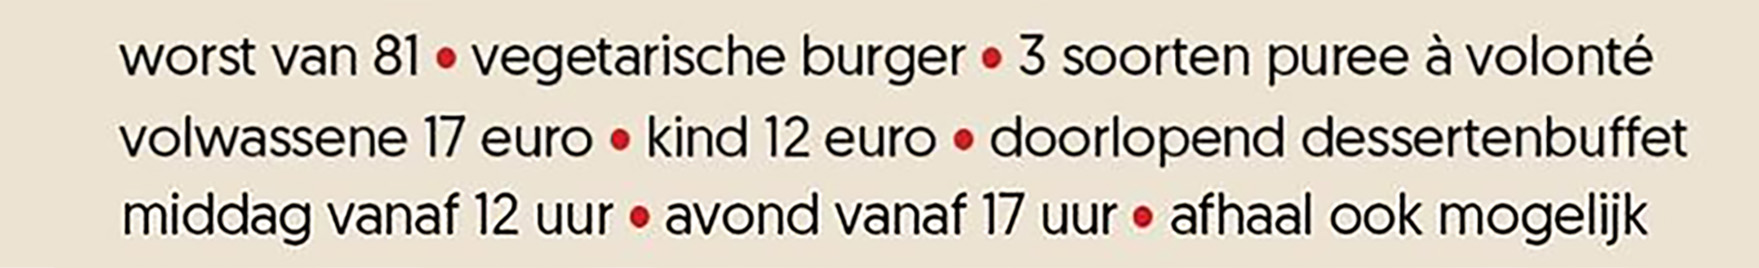 worst van 81 • vegetarische burger • 3 soorten puree à volonté
volwassene 17 euro • kind 12 euro • doorlopend dessertenbuffet
middag vanaf 12 uur • avond vanaf 17 uur • afhaal ook mogelijk